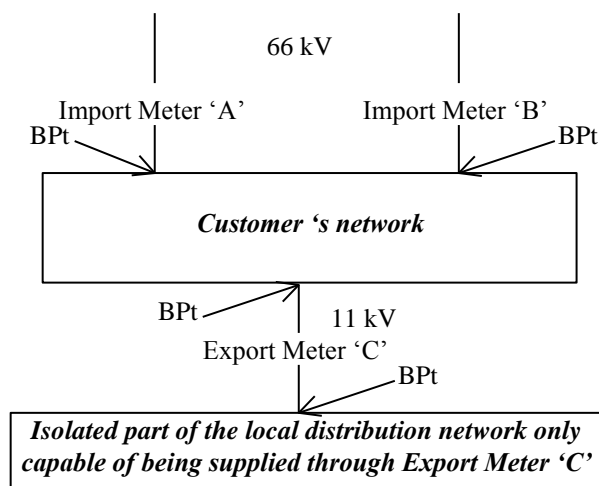 66 kV
Import Meter ‘A’
Import Meter ‘B’
BPt
BPt
Customer ‘s network
BPt
11 kV
Export Meter ‘C’
BPt
Isolated part of the local distribution network only
capable of being supplied through Export Meter ‘C’